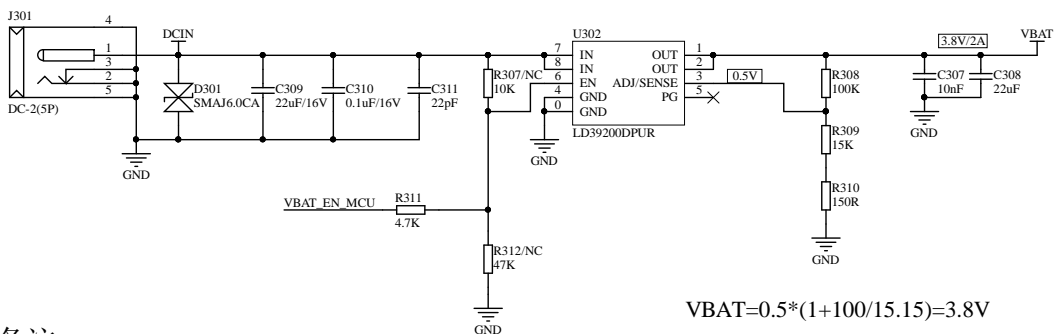 J301
4
1
3
2
5
DC-2(5P)
DCIN
D301
SMAJ6.0CA
C309
22uF/16V
C310
0.1uF/16V
C311
22pF
GND
R307/NC
10K
U302
7
8
6
4
0
IN
IN
EN
GND
GND
OUT
OUT
ADJ/SENSE
PG
1
2
3
5
LD39200DPUR
GND
0.5V
3.8V/2A
VBAT
R308
100K
C307
10nF
C308
22uF
GND
R309
15K
R310
150R
GND
VBAT_EN_MCU
R311
4.7K
R312/NC
47K
GND
VBAT=0.5*(1+100/15.15)=3.8V